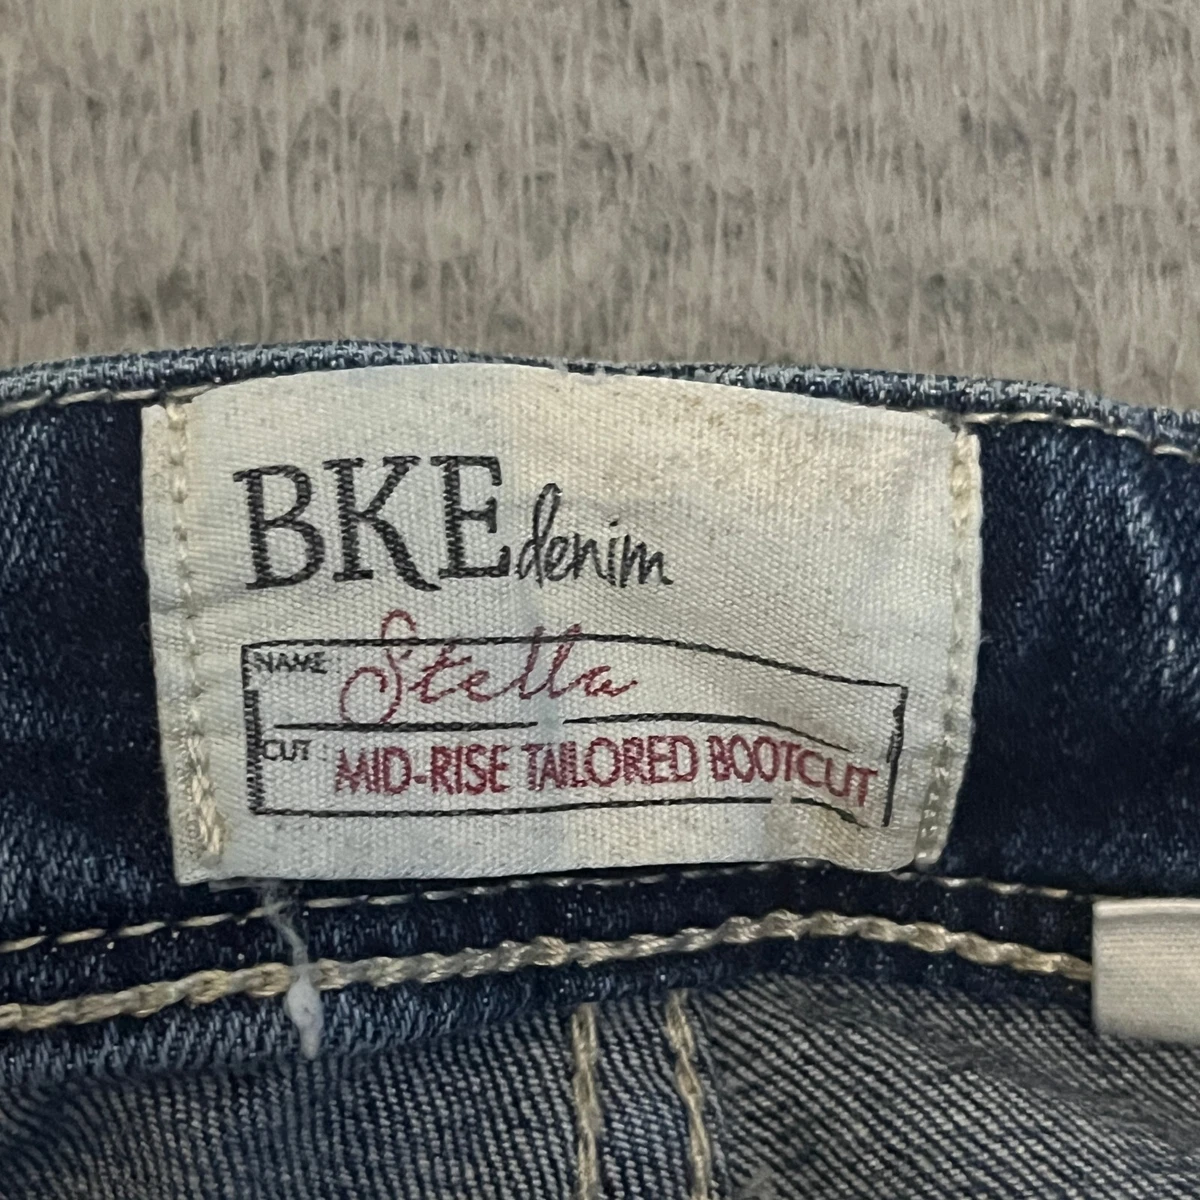 BKE denim
NAME Stella
CUT : MID-RISE TAILORED BOOTCUT